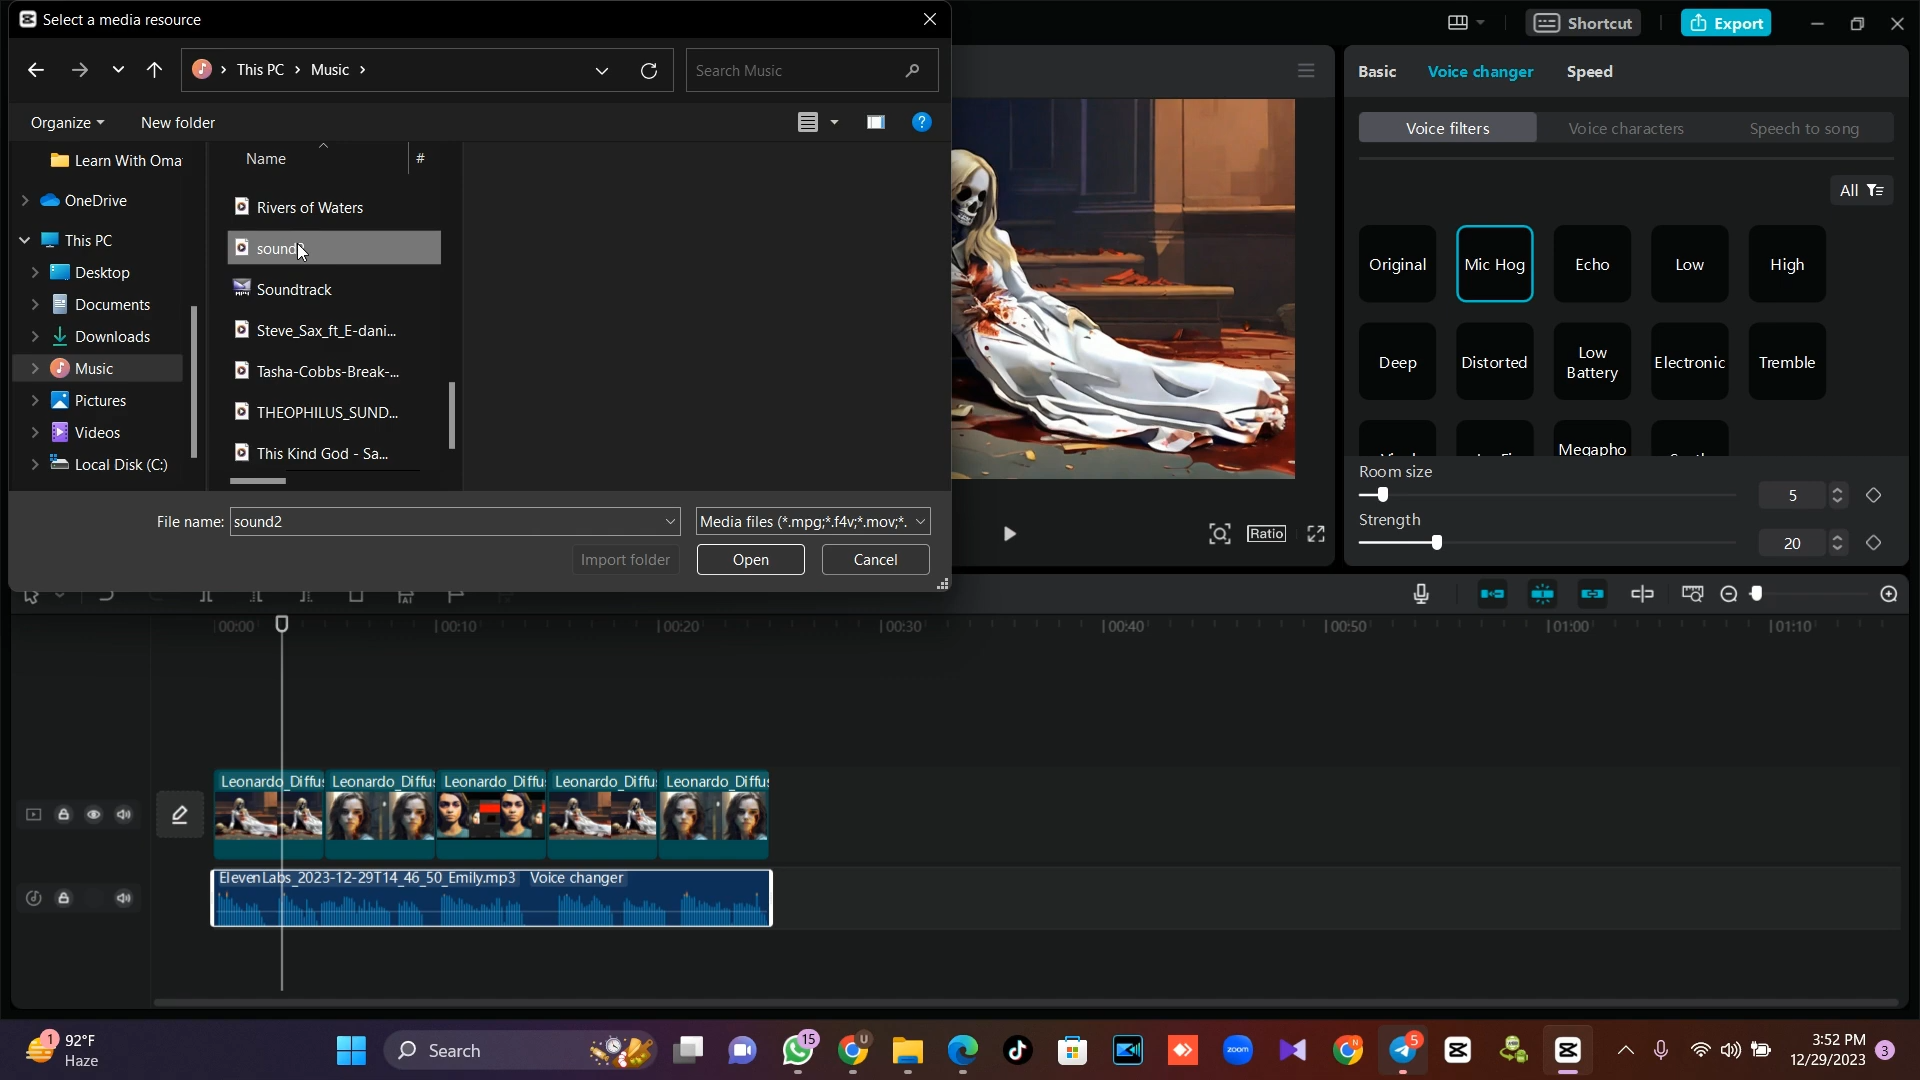 Select a media resource
Shortcut
Export
This PC
Music
Search Music
Basic
Voice changer
Speed
Organize
New folder
Voice filters
Voice characters
Speech to song
Learn With Oma
Name
#
All
OneDrive
Rivers of Waters
This PC
sound
Original
Mic Hog
Echo
Low
High
Desktop
Soundtrack
Documents
Downloads
Steve_Sax_ft_E-dani...
Deep
Distorted
Low Battery
Electronic
Tremble
Music
Tasha-Cobbs-Break-...
Pictures
THEOPHILUS_SUND...
Videos
This Kind God - Sa...
Megapho
Local Disk (C:)
Room size
5
File name:
sound2
Media files (*.mpg;*.f4v;*.mov;*.
Strength
20
Import folder
Open
Cancel
Ratio
00:00
00:10
00:20
00:30
00:40
00:50
01:00
01:10
Leonardo_Diffu
Leonardo_Diffu
Leonardo_Diffu
Leonardo_Diffu
Leonardo_Diffu
ElevenLabs_2023-12-29T14_46_50_Emily.mp3
Voice changer
1
92°F
Haze
Search
15
U
zoom
N
5
3:52 PM
12/29/2023
3